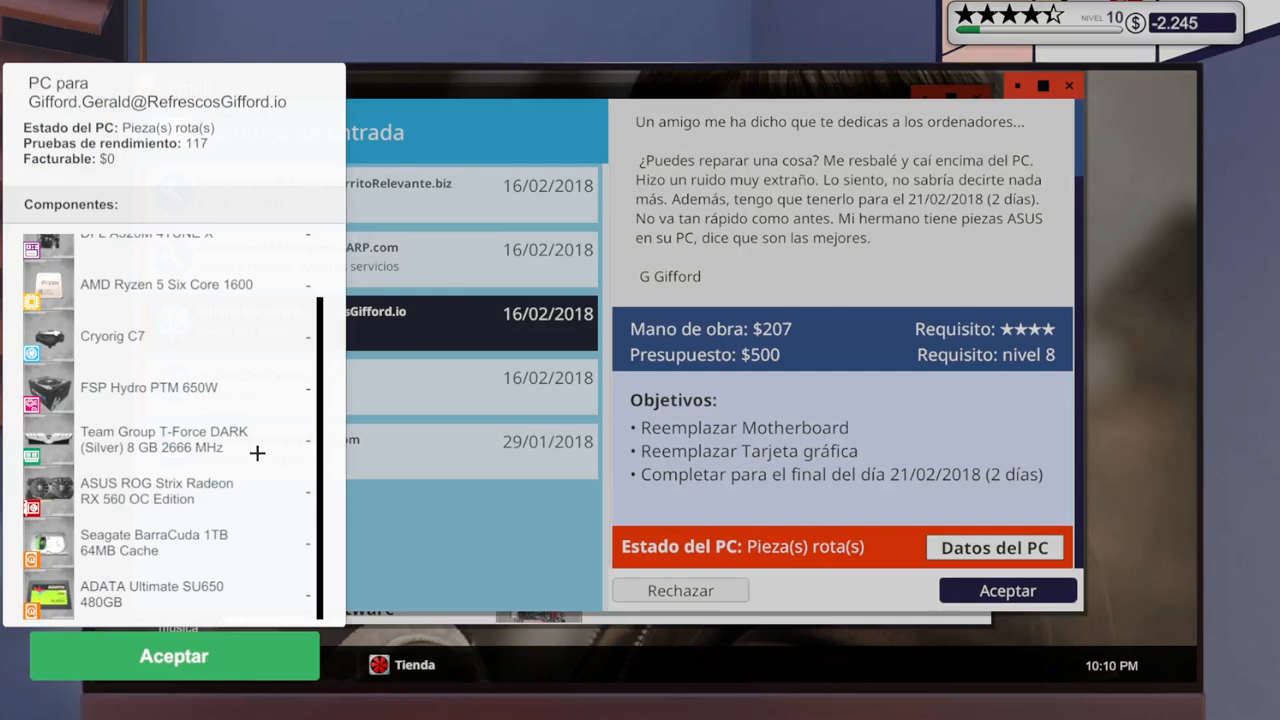 NIVEL 10
$ -2.245
PC para
Gifford.Gerald@RefrescosGifford.io
Estado del PC: Pieza(s) rota(s)
Pruebas de rendimiento: 117
Facturable: $0
Componentes:
AMD Ryzen 5 Six Core 1600 -
Cryorig C7 -
FSP Hydro PTM 650W -
Team Group T-Force DARK
(Silver) 8 GB 2666 MHz -
ASUS ROG Strix Radeon
RX 560 OC Edition -
Seagate BarraCuda 1TB
64MB Cache -
ADATA Ultimate SU650
480GB -
Aceptar
entrada
rritoRelevante.biz 16/02/2018
ARP.com 16/02/2018
s servicios
sGifford.io 16/02/2018
16/02/2018
om 29/01/2018
Un amigo me ha dicho que te dedicas a los ordenadores...
¿Puedes reparar una cosa? Me resbalé y caí encima del PC.
Hizo un ruido muy extraño. Lo siento, no sabría decirte nada
más. Además, tengo que tenerlo para el 21/02/2018 (2 días).
No va tan rápido como antes. Mi hermano tiene piezas ASUS
en su PC, dice que son las mejores.
G Gifford
Mano de obra: $207 Requisito: ★★★★
Presupuesto: $500 Requisito: nivel 8
Objetivos:
• Reemplazar Motherboard
• Reemplazar Tarjeta gráfica
• Completar para el final del día 21/02/2018 (2 días)
Estado del PC: Pieza(s) rota(s) Datos del PC
Rechazar Aceptar
tware
música
Tienda
10:10 PM